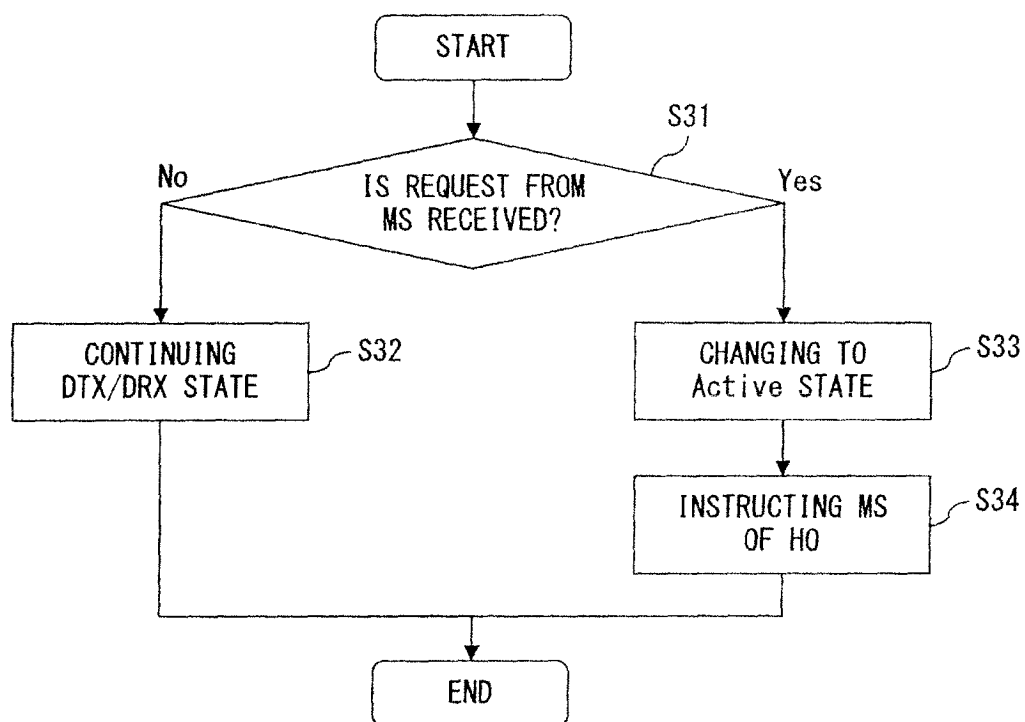 START
S31
No
Yes
IS REQUEST FROM
MS RECEIVED?
CONTINUING
DTX/DRX STATE
S32
CHANGING TO
Active STATE
S33
INSTRUCTING MS
OF HO
S34
END